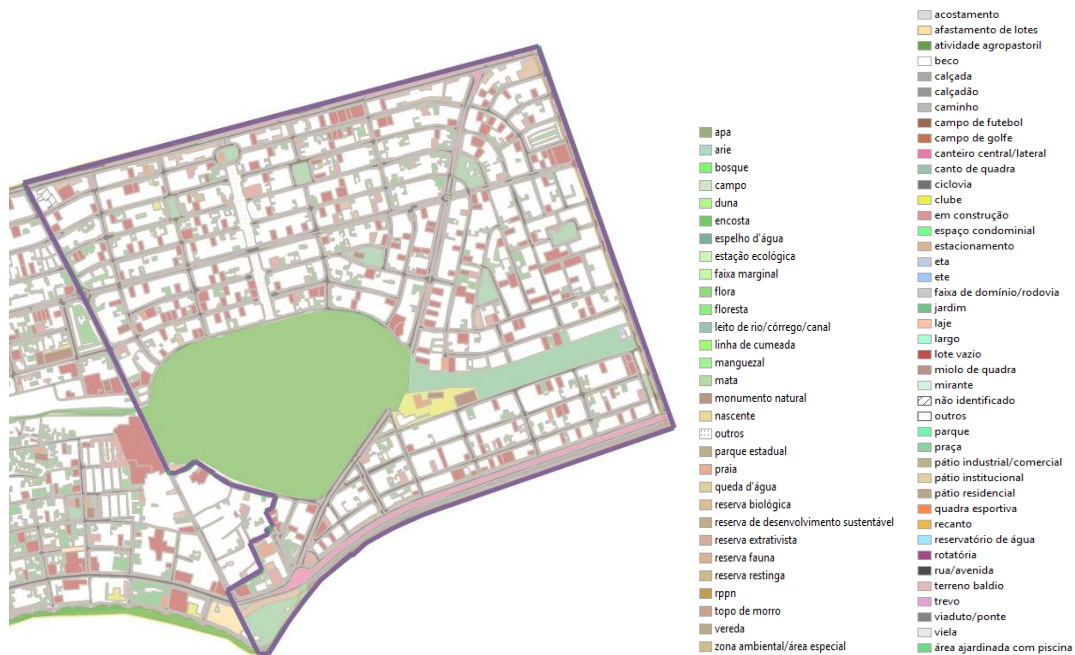 apa
arie
bosque
campo
duna
encosta
espelho d'água
estação ecológica
faixa marginal
flora
floresta
leito de rio/córrego/canal
linha de cumeada
manguezal
mata
monumento natural
nascente
outros
parque estadual
praia
queda d'água
reserva biológica
reserva de desenvolvimento sustentável
reserva extrativista
reserva fauna
reserva restinga
rppn
topo de morro
vereda
zona ambiental/área especial
acostamento
afastamento de lotes
atividade agropastoril
beco
calçada
calçadão
caminho
campo de futebol
campo de golfe
canteiro central/lateral
canto de quadra
ciclovia
clube
em construção
espaço condominial
estacionamento
eta
ete
faixa de domínio/rodovia
jardim
laje
largo
lote vazio
miolo de quadra
mirante
não identificado
outros
parque
praça
pátio industrial/comercial
pátio institucional
pátio residencial
quadra esportiva
recanto
reservatório de água
rotatória
rua/avenida
terreno baldio
trevo
viaduto/ponte
viela
área ajardinada com piscina